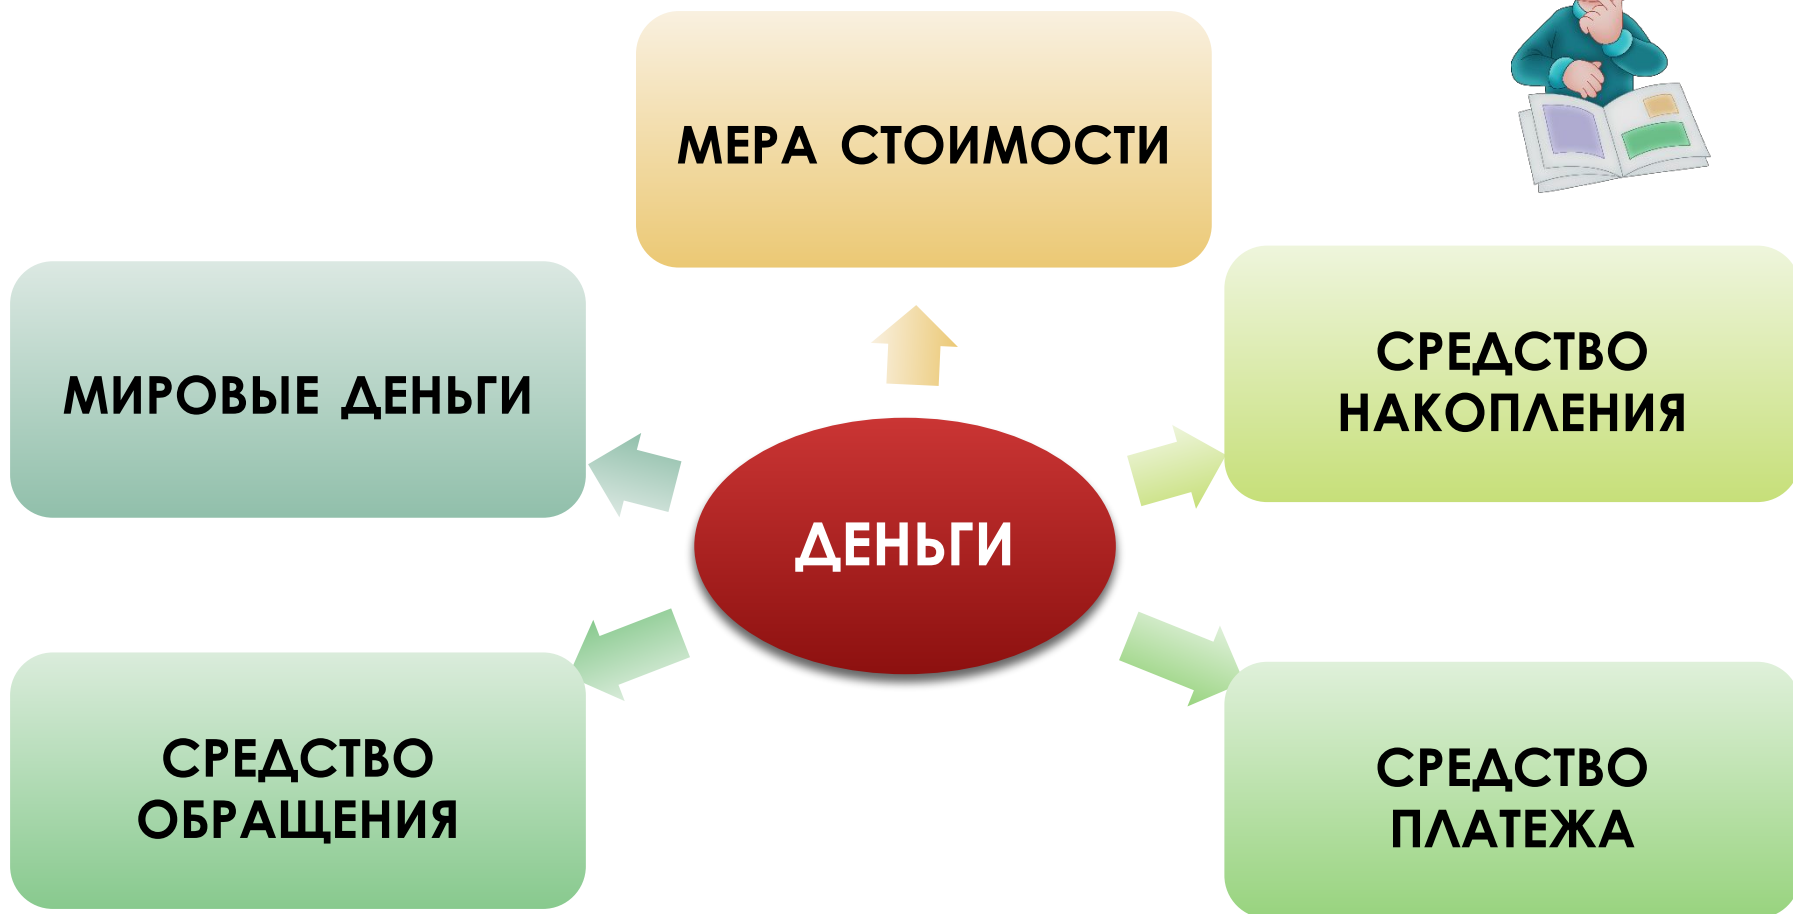 МЕРА СТОИМОСТИ
МИРОВЫЕ ДЕНЬГИ
СРЕДСТВО
НАКОПЛЕНИЯ
ДЕНЬГИ
СРЕДСТВО
ОБРАЩЕНИЯ
СРЕДСТВО
ПЛАТЕЖА